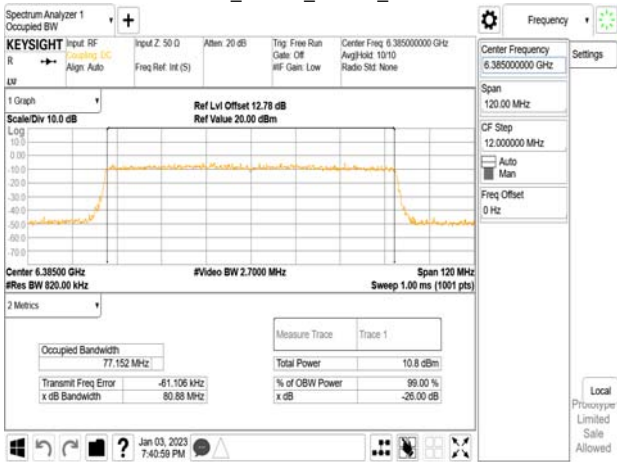 Spectrum Analyzer 1
Occupied BW
Frequency
KEYSIGHT
Input: RF
Coupling: DC
Align: Auto
Input Z: 50 Ω
Freq Ref: Int (S)
Atten: 20 dB
Trig: Free Run
Gate: Off
#IF Gain: Low
Center Freq: 6.385000000 GHz
Avg|Hold: 10/10
Radio Std: None
R
Center Frequency
6.385000000 GHz
Settings
Span
120.00 MHz
CF Step
12.000000 MHz
Auto
Man
Freq Offset
0 Hz
1 Graph
Scale/Div 10.0 dB
Ref Lvl Offset 12.78 dB
Ref Value 20.00 dBm
Log
10.0
0.00
-10.0
-20.0
-30.0
-40.0
-50.0
-60.0
-70.0
Center 6.38500 GHz
#Res BW 820.00 kHz
#Video BW 2.7000 MHz
Span 120 MHz
Sweep 1.00 ms (1001 pts)
2 Metrics
Measure Trace
Trace 1
Occupied Bandwidth
77.152 MHz
Total Power
10.8 dBm
Transmit Freq Error
-61.106 kHz
% of OBW Power
99.00 %
x dB Bandwidth
80.88 MHz
x dB
-26.00 dB
Local
Prototype
Limited
Sale
Allowed
Jan 03, 2023
7:40:59 PM